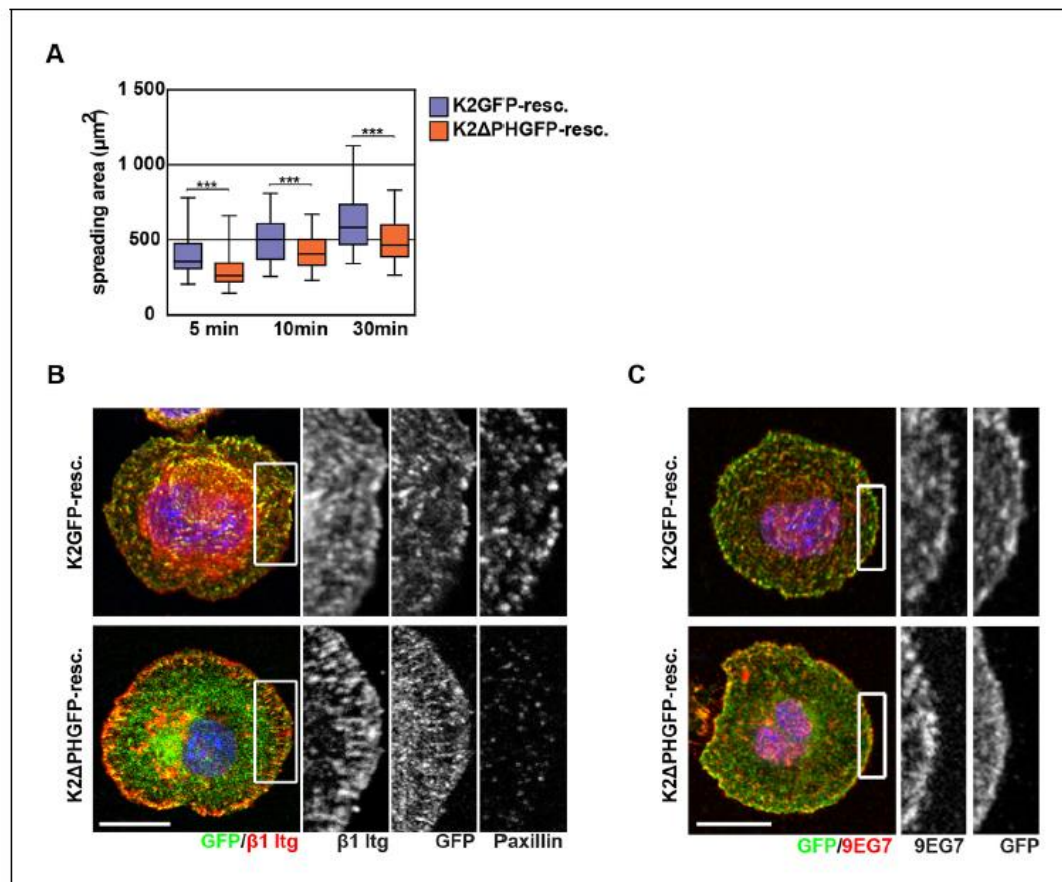 A
1 500
1 000
500
0
spreading area (µm²)
***
***
***
5 min
10min
30min
K2GFP-resc.
K2ΔPHGFP-resc.
B
K2GFP-resc.
K2ΔPHGFP-resc.
GFP/β1 Itg
β1 Itg
GFP
Paxillin
C
K2GFP-resc.
K2ΔPHGFP-resc.
GFP/9EG7
9EG7
GFP